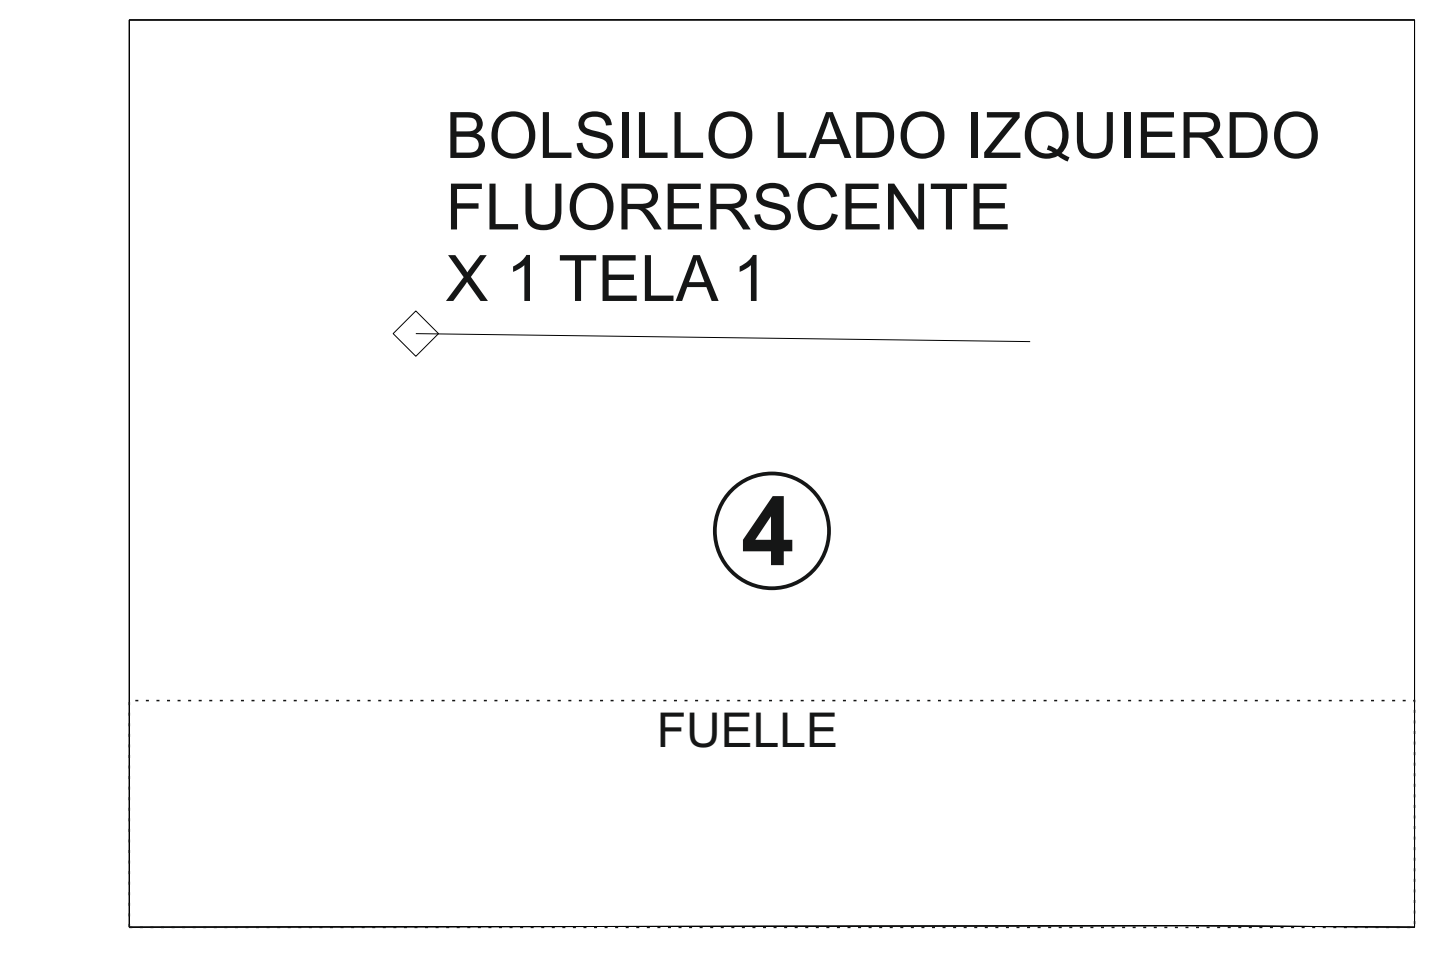 BOLSILLO LADO IZQUIERDO
FLUORERSCENTE
X 1 TELA 1
4
FUELLE